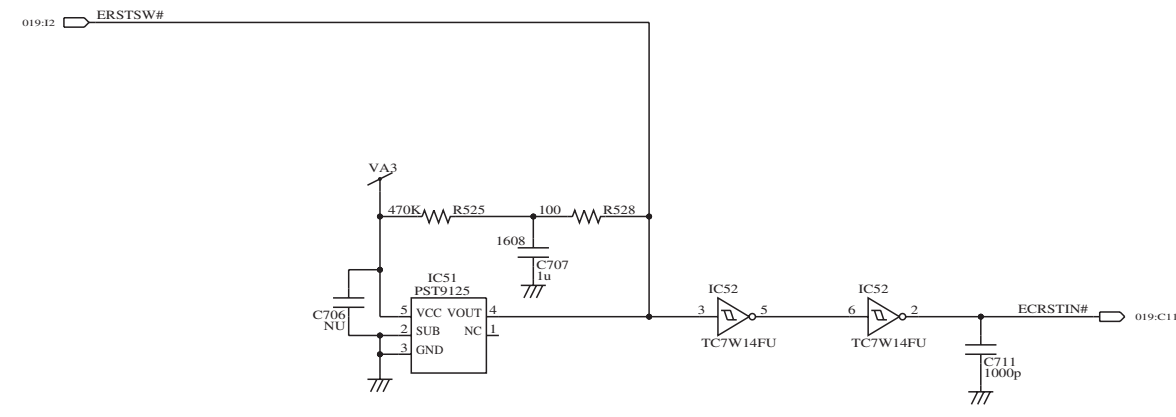 ERSTSW#
019:I2
VA3
470K R525 100 R528
1608
C707
1u
IC51
PST9125
C706
NU
5 VCC VOUT 4
2 SUB NC 1
3 GND
IC52
3 5
TC7W14FU
IC52
6 2
TC7W14FU
ECRSTIN#
019:C11
C711
1000p